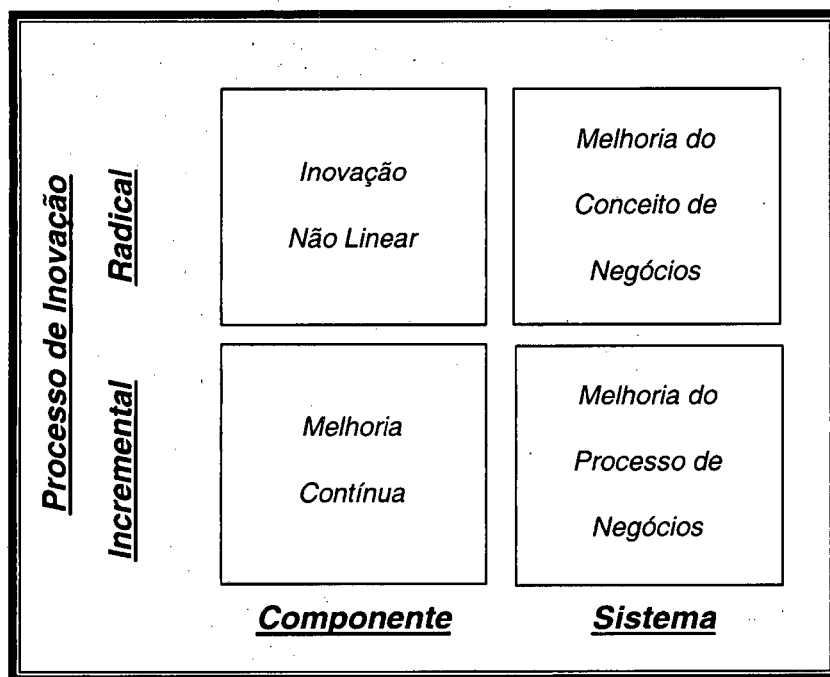 Processo de Inovação
Radical
Inovação
Não Linear
Melhoria do
Conceito de
Negócios
Incremental
Melhoria
Contínua
Melhoria do
Processo de
Negócios
Componente
Sistema